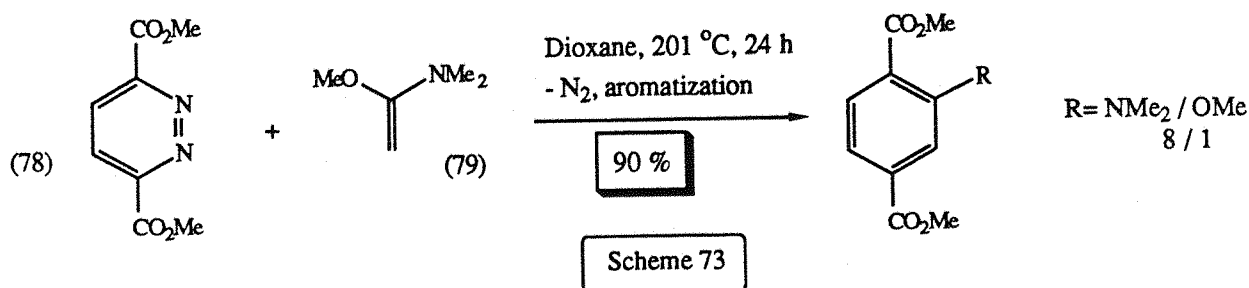 CO2Me
N
N
CO2Me
(78)
+
MeO
NMe2
(79)
Dioxane, 201 °C, 24 h
- N2, aromatization
90 %
CO2Me
R
CO2Me
R= NMe2 / OMe
8 / 1
Scheme 73